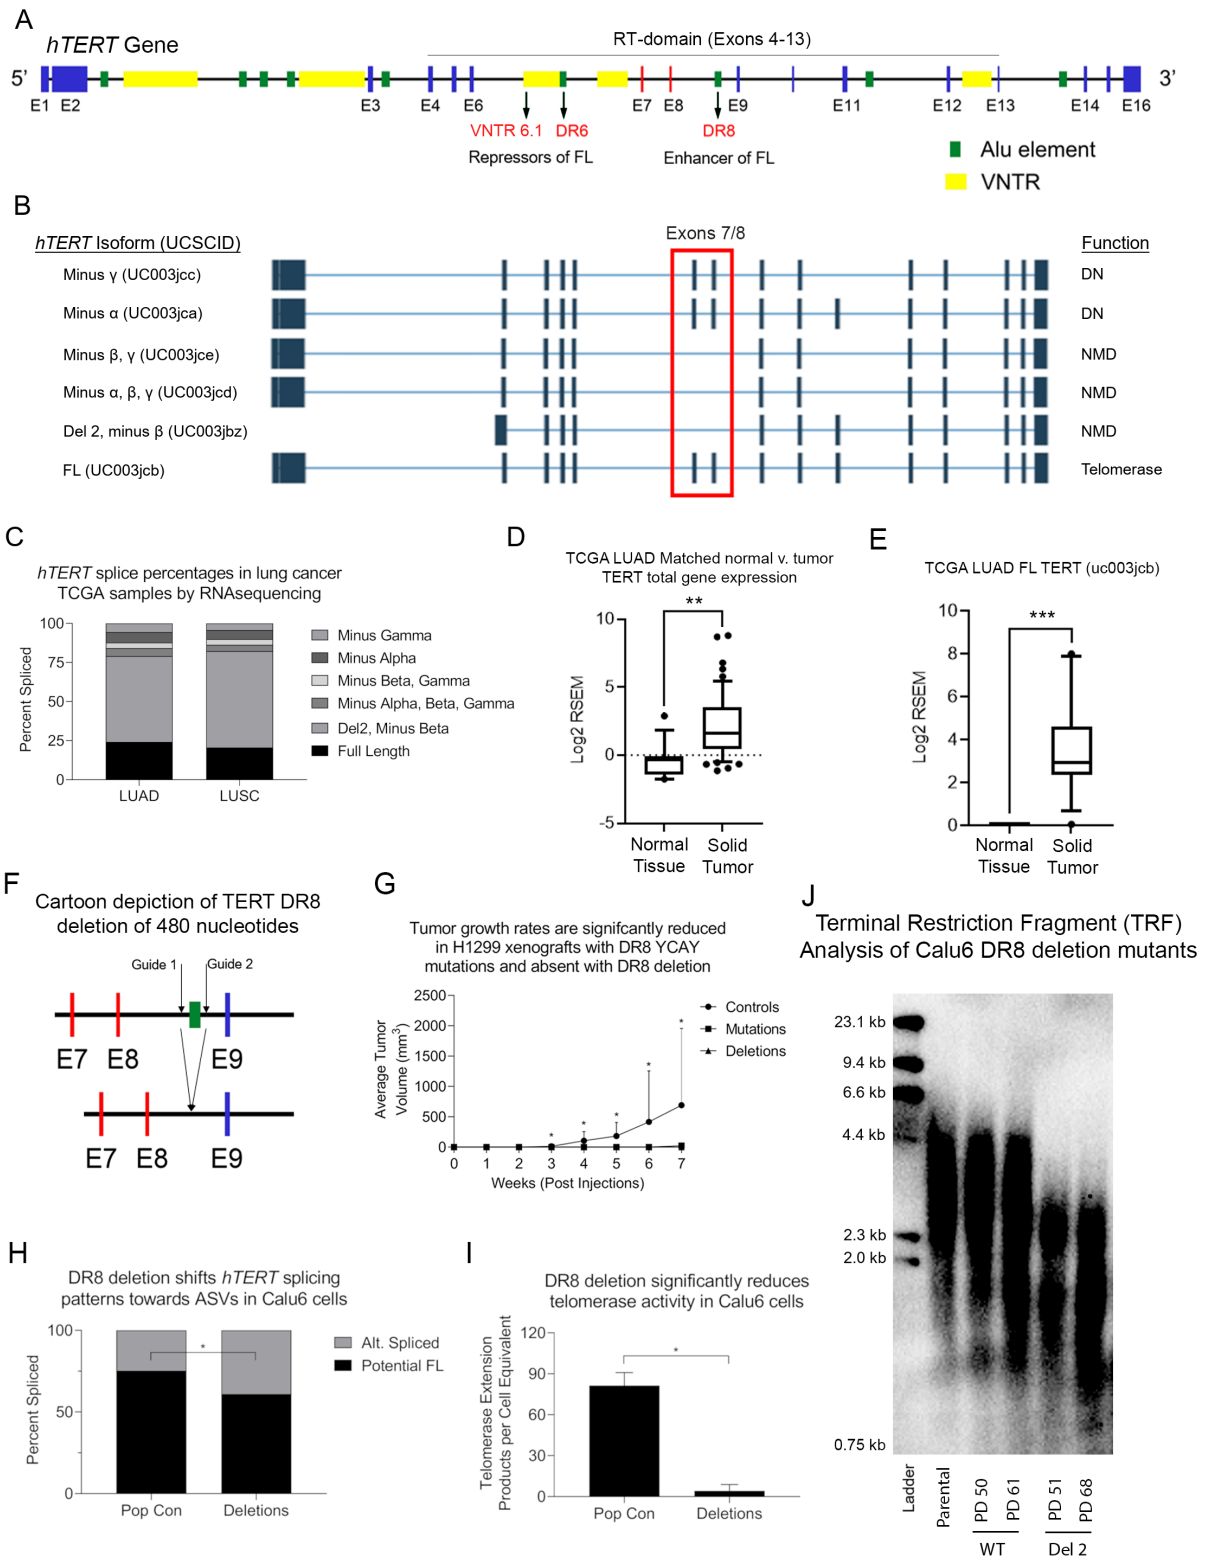 A
hTERT Gene
RT-domain (Exons 4-13)
5’
3’
E1 E2 E3 E4 E6 E7 E8 E9 E11 E12 E13 E14 E16
VNTR 6.1 DR6 DR8
Repressors of FL Enhancer of FL
Alu element
VNTR
B
Exons 7/8
hTERT Isoform (UCSCID) Function
Minus γ (UC003jcc) DN
Minus α (UC003jca) DN
Minus β, γ (UC003jce) NMD
Minus α, β, γ (UC003jcd) NMD
Del 2, minus β (UC003jbz) NMD
FL (UC003jcb) Telomerase
C
hTERT splice percentages in lung cancer
TCGA samples by RNAsequencing
Percent Spliced
100
75
50
25
0
LUAD LUSC
Minus Gamma
Minus Alpha
Minus Beta, Gamma
Minus Alpha, Beta, Gamma
Del2, Minus Beta
Full Length
D
TCGA LUAD Matched normal v. tumor
TERT total gene expression
**
Log2 RSEM
10
5
0
-5
Normal Tissue
Solid Tumor
E
TCGA LUAD FL TERT (uc003jcb)
***
Log2 RSEM
10
8
6
4
2
0
Normal Tissue
Solid Tumor
F
Cartoon depiction of TERT DR8
deletion of 480 nucleotides
Guide 1 Guide 2
E7 E8 E9
E7 E8 E9
G
Tumor growth rates are signifcantly reduced
in H1299 xenografts with DR8 YCAY
mutations and absent with DR8 deletion
Average Tumor
Volume (mm3)
2500
2000
1500
1000
500
0
0 1 2 3 4 5 6 7
Weeks (Post Injections)
* * * * *
Controls
Mutations
Deletions
H
DR8 deletion shifts hTERT splicing
patterns towards ASVs in Calu6 cells
Percent Spliced
100
50
0
*
Pop Con Deletions
Alt. Spliced
Potential FL
I
DR8 deletion significantly reduces
telomerase activity in Calu6 cells
Telomerase Extension
Products per Cell Equivalent
120
90
60
30
0
*
Pop Con Deletions
J
Terminal Restriction Fragment (TRF)
Analysis of Calu6 DR8 deletion mutants
23.1 kb
9.4 kb
6.6 kb
4.4 kb
2.3 kb
2.0 kb
0.75 kb
Ladder
Parental
PD 50
PD 61
PD 51
PD 68
WT Del 2